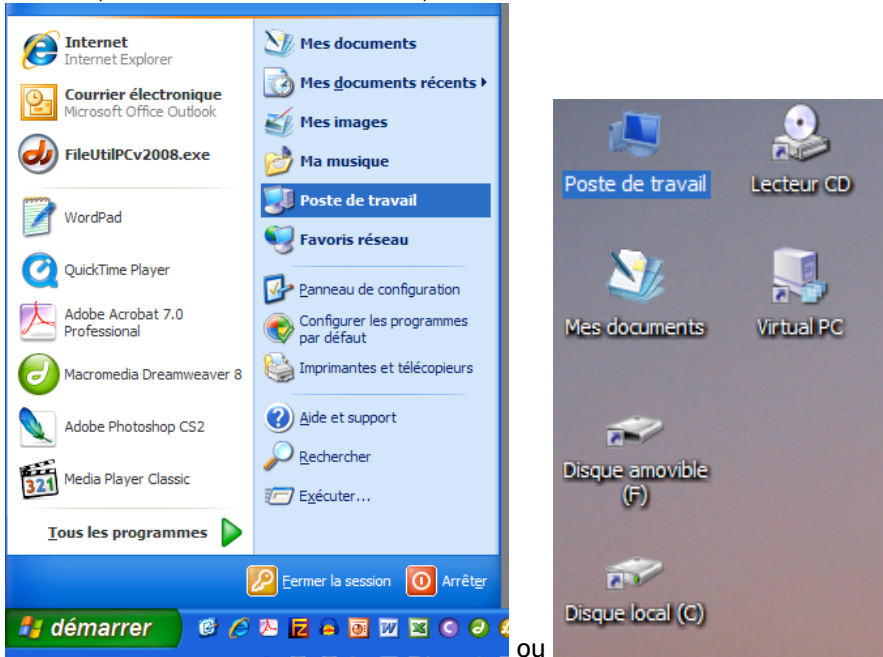 Internet
Internet Explorer
Courrier électronique
Microsoft Office Outlook
FileUtilPCv2008.exe
WordPad
QuickTime Player
Adobe Acrobat 7.0
Professional
Macromedia Dreamweaver 8
Adobe Photoshop CS2
321
Media Player Classic
Tous les programmes
Mes documents
Mes documents récents
Mes images
Ma musique
Poste de travail
Favoris réseau
Panneau de configuration
Configurer les programmes
par défaut
Imprimantes et télécopieurs
Aide et support
Rechercher
Exécuter...
Fermer la session
Arrêter
démarrer
ou
Poste de travail
Lecteur CD
Mes documents
Virtual PC
Disque amovible
(F)
Disque local (C)